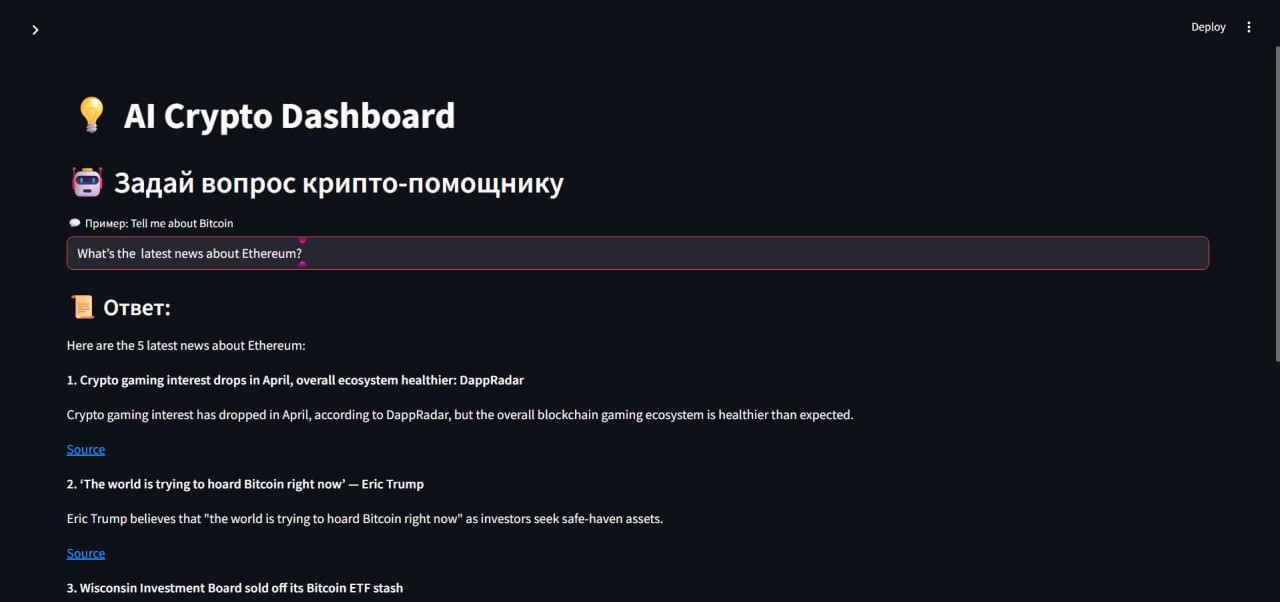 Deploy
AI Crypto Dashboard
Задай вопрос крипто-помощнику
Пример: Tell me about Bitcoin
What's the  latest news about Ethereum?
Ответ:
Here are the 5 latest news about Ethereum:
1. Crypto gaming interest drops in April, overall ecosystem healthier: DappRadar
Crypto gaming interest has dropped in April, according to DappRadar, but the overall blockchain gaming ecosystem is healthier than expected.
Source
2. ‘The world is trying to hoard Bitcoin right now’ — Eric Trump
Eric Trump believes that "the world is trying to hoard Bitcoin right now" as investors seek safe-haven assets.
Source
3. Wisconsin Investment Board sold off its Bitcoin ETF stash